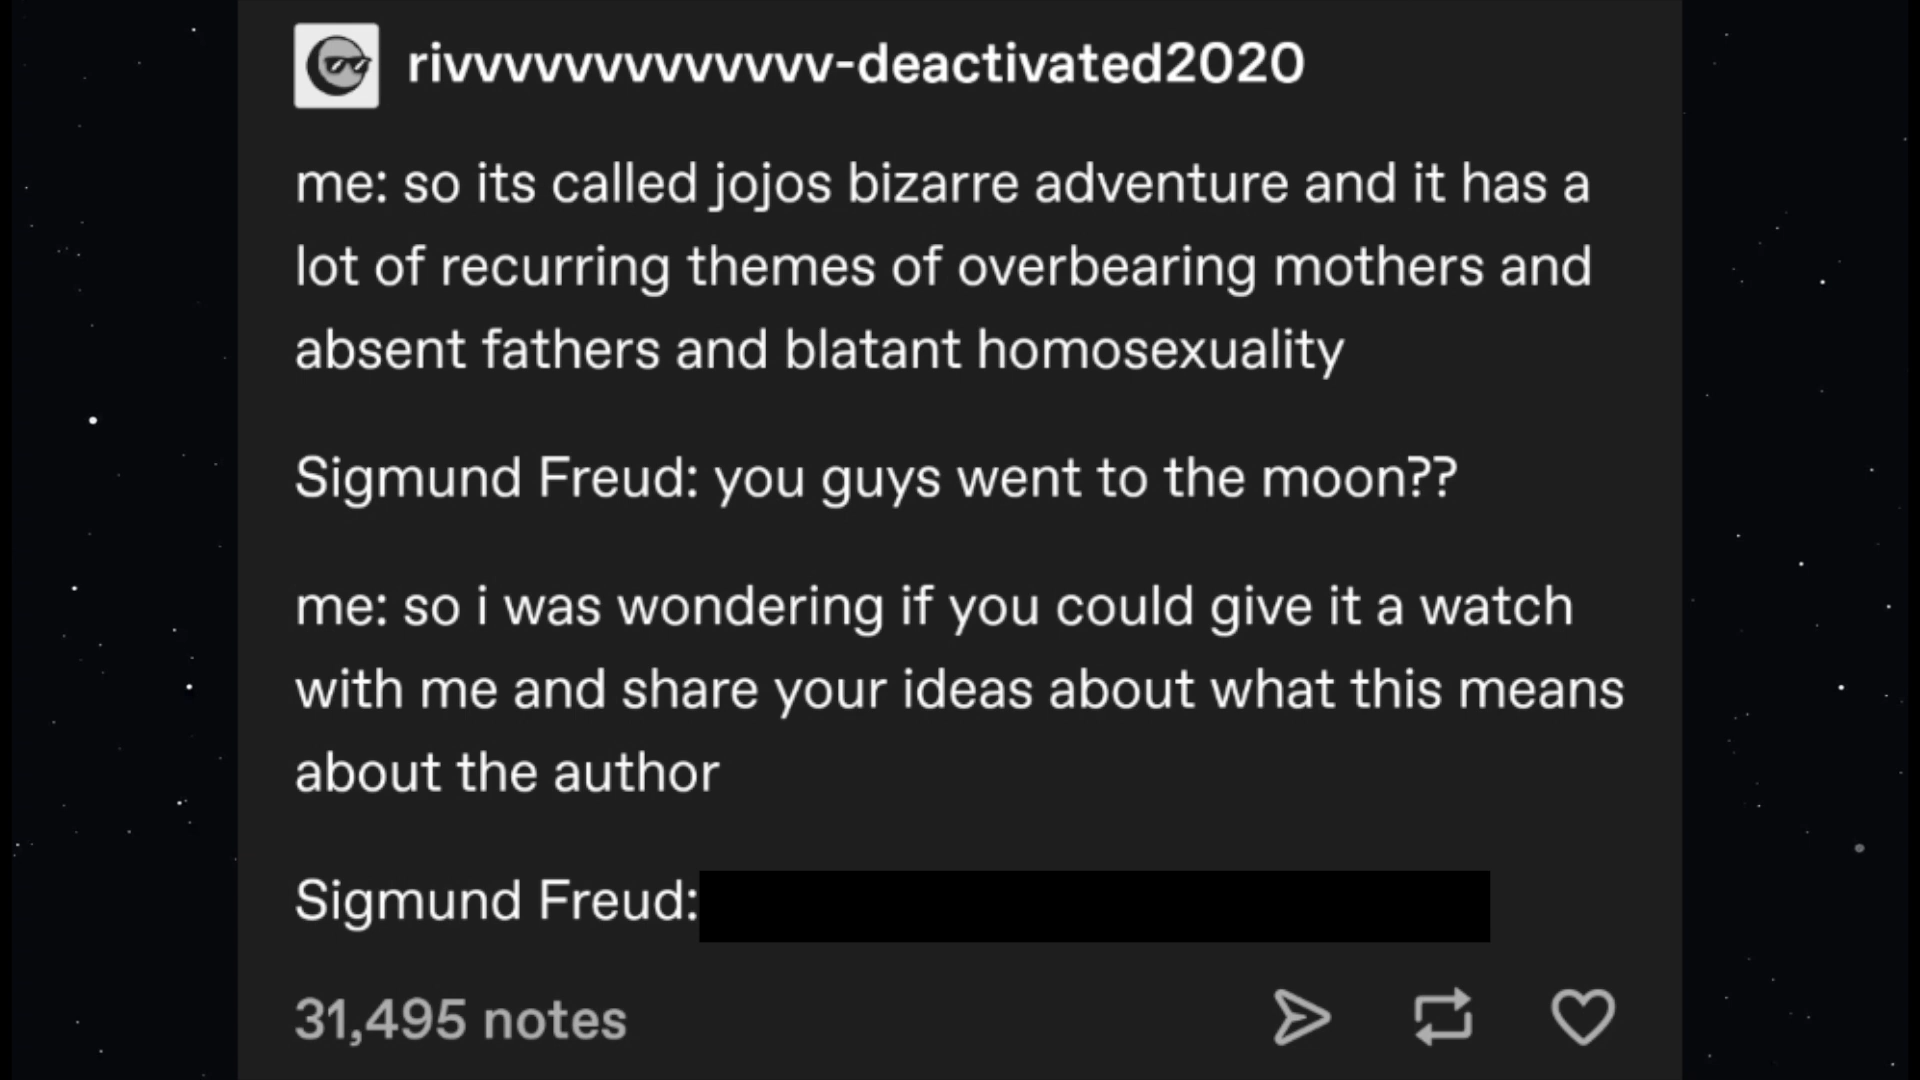 rivvvvvvvvvvvvv-deactivated2020
me: so its called jojos bizarre adventure and it has a
lot of recurring themes of overbearing mothers and
absent fathers and blatant homosexuality
Sigmund Freud: you guys went to the moon??
me: so i was wondering if you could give it a watch
with me and share your ideas about what this means
about the author
Sigmund Freud:
31,495 notes